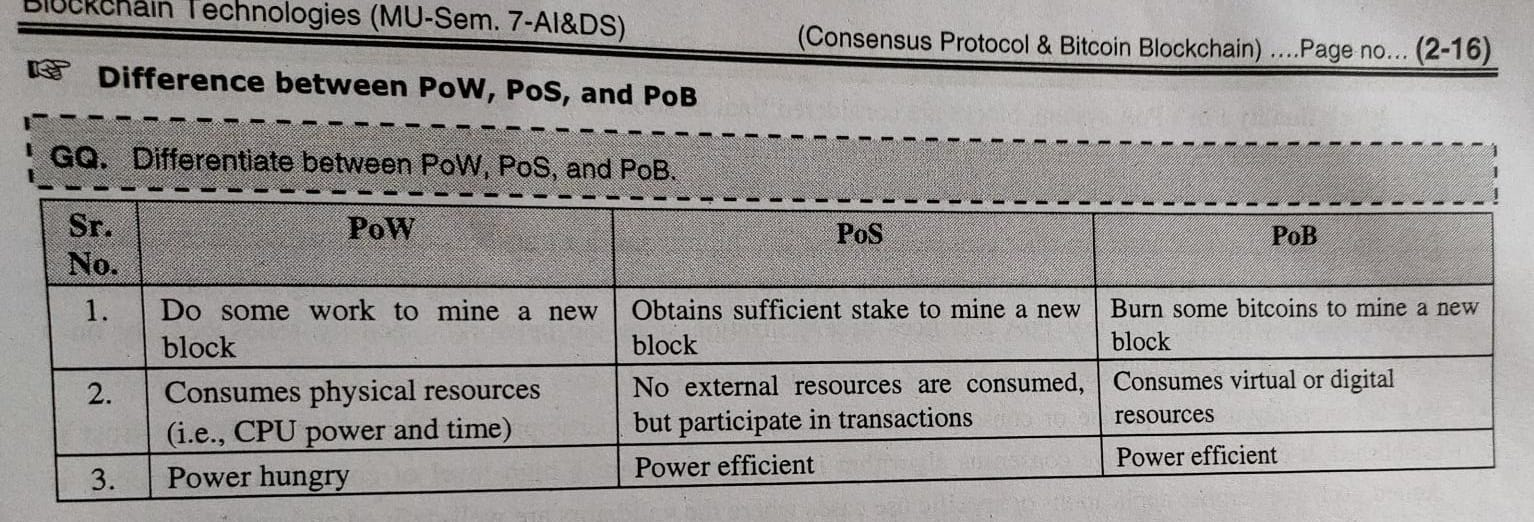 Blockchain Technologies (MU-Sem. 7-AI&DS)
(Consensus Protocol & Bitcoin Blockchain) ....Page no... (2-16)
☞ Difference between PoW, PoS, and PoB
GQ. Differentiate between PoW, PoS, and PoB.
Sr. No. PoW PoS PoB
1. Do some work to mine a new block
Obtains sufficient stake to mine a new block
Burn some bitcoins to mine a new block
2. Consumes physical resources (i.e., CPU power and time)
No external resources are consumed, but participate in transactions
Consumes virtual or digital resources
3. Power hungry
Power efficient
Power efficient